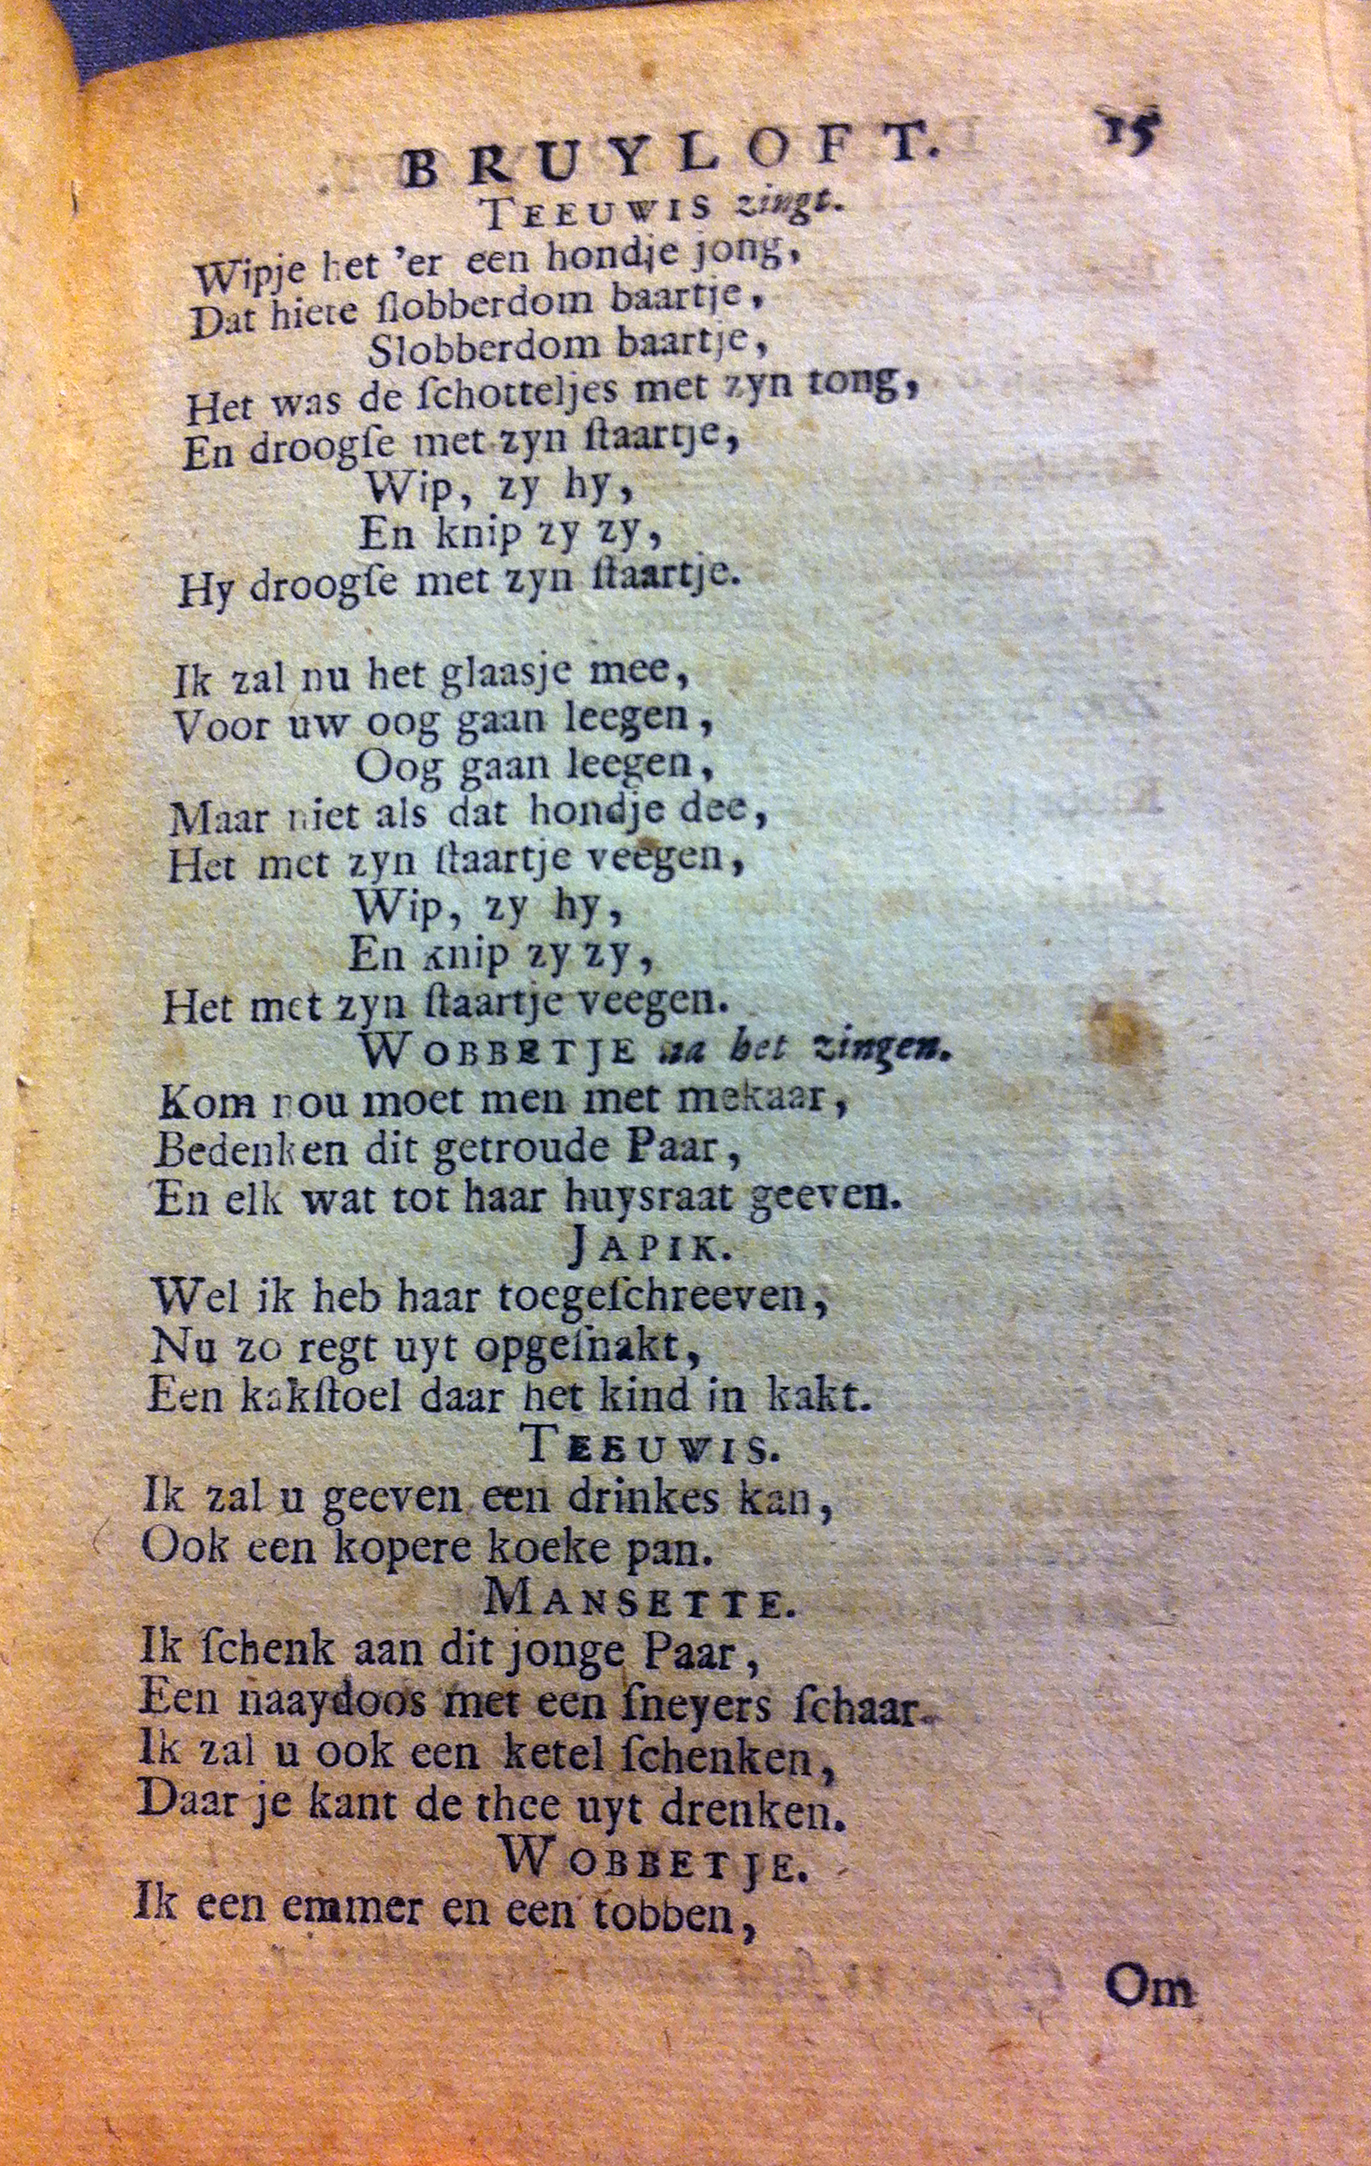 BRUYLOFT. 15
TEEUWIS zingt.
Wipje het 'er een hondje jong,
Dat hiete ſlobberdom baartje,
Slobberdom baartje,
Het was de ſchotteljes met zyn tong,
En droogſe met zyn ſtaartje,
Wip, zy hy,
En knip zy zy,
Hy droogſe met zyn ſtaartje.
Ik zal nu het glaasje mee,
Voor uw oog gaan leegen,
Oog gaan leegen,
Maar niet als dat hondje dee,
Het met zyn ſtaartje veegen,
Wip, zy hy,
En knip zy zy,
Het met zyn ſtaartje veegen.
WOBBETJE na het zingen.
Kom nou moet men met mekaar,
Bedenken dit getroude Paar,
En elk wat tot haar huysraat geeven.
JAPIK.
Wel ik heb haar toegeſchreeven,
Nu zo regt uyt opgeſnakt,
Een kakſtoel daar het kind in kakt.
TEEUWIS.
Ik zal u geeven een drinkes kan,
Ook een kopere koeke pan.
MANSETTE.
Ik ſchenk aan dit jonge Paar,
Een naaydoos met een ſneyers ſchaar.
Ik zal u ook een ketel ſchenken,
Daar je kant de thee uyt drenken.
WOBBETJE.
Ik een emmer en een tobben,
Om